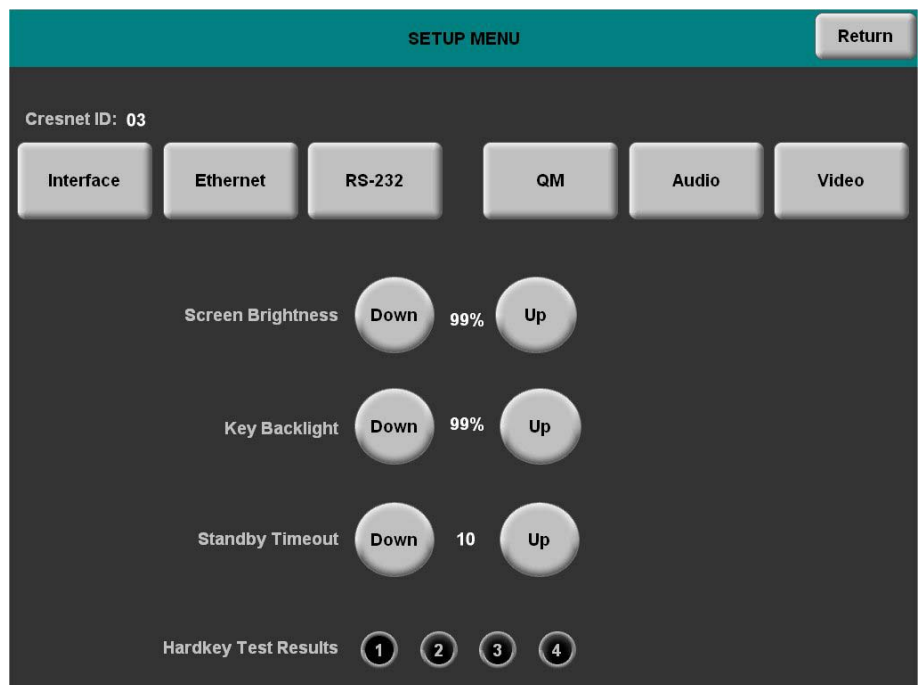 SETUP MENU Return
Cresnet ID: 03
Interface Ethernet RS-232 QM Audio Video
Screen Brightness Down 99% Up
Key Backlight Down 99% Up
Standby Timeout Down 10 Up
Hardkey Test Results 1 2 3 4